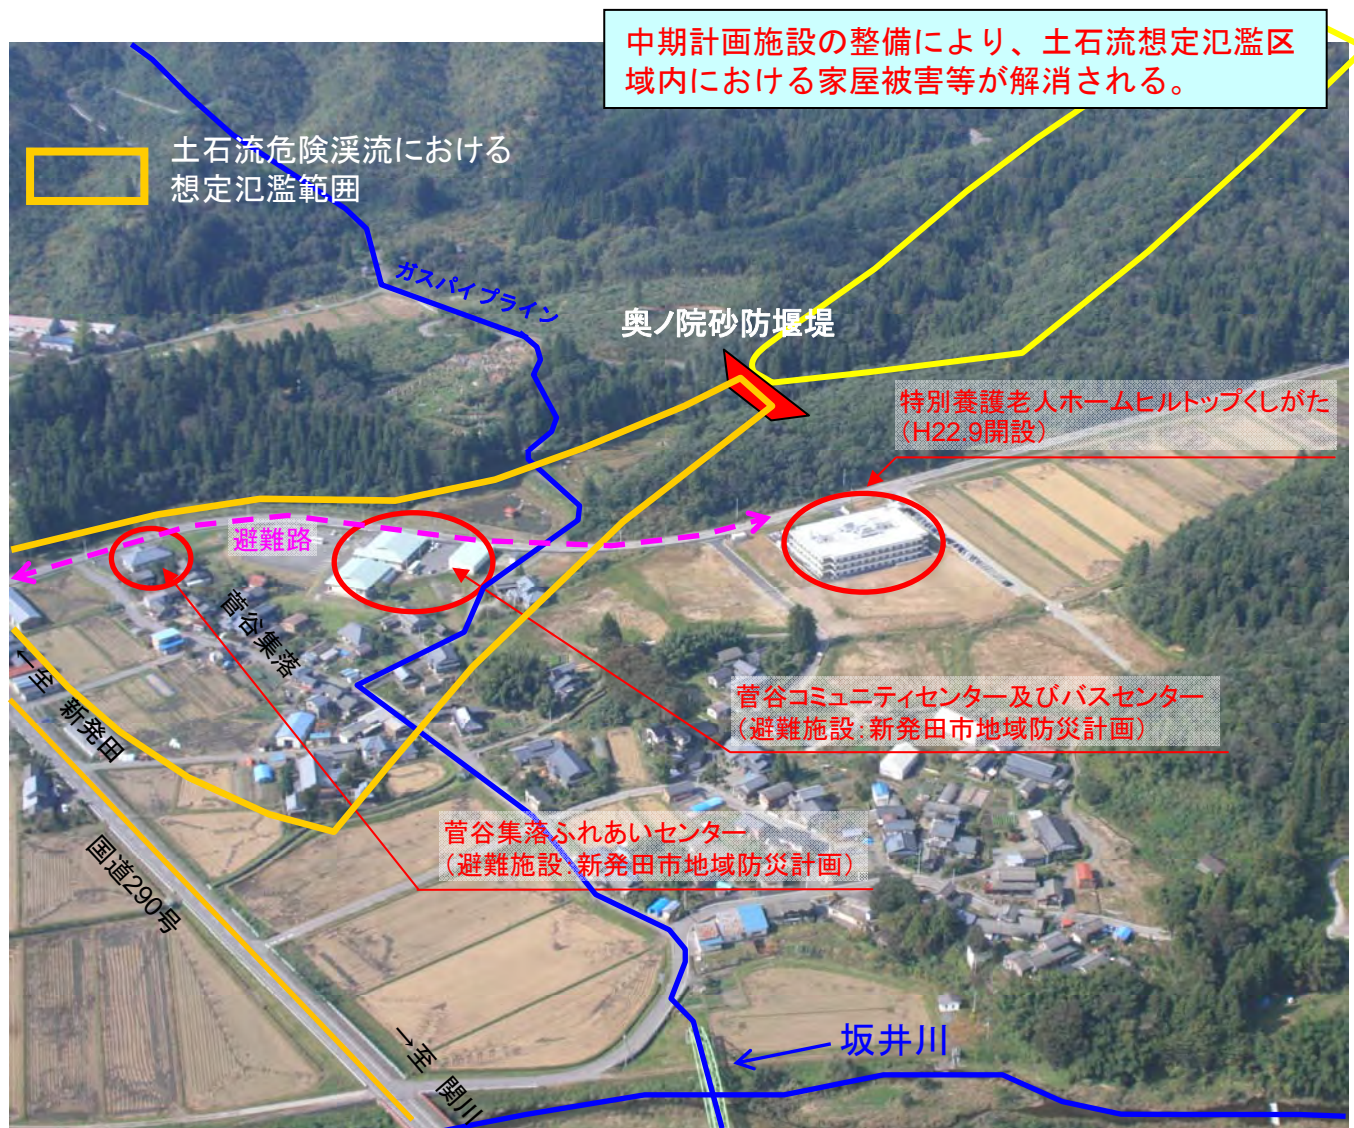 中期計画施設の整備により、土石流想定氾濫区
域内における家屋被害等が解消される。
土石流危険渓流における
想定氾濫範囲
ガスパイプライン
奥ノ院砂防堰堤
特別養護老人ホームヒルトップくしがた
（H22.9開設）
避難路
菅谷集落
←至 新発田
菅谷コミュニティセンター及びバスセンター
（避難施設：新発田市地域防災計画）
菅谷集落ふれあいセンター
（避難施設：新発田市地域防災計画）
国道290号
→至 関川
坂井川